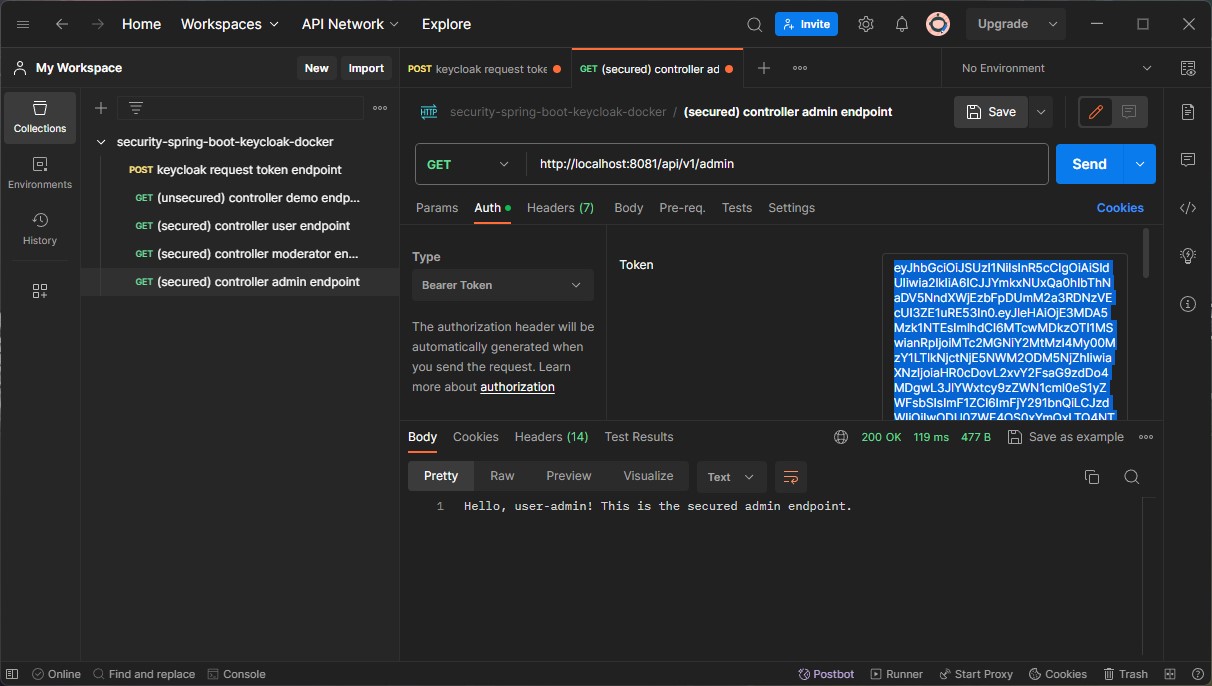 Home
Workspaces
API Network
Explore
Invite
Upgrade
My Workspace
New
Import
POST keycloak request toke
GET (secured) controller ad
No Environment
Collections
Environments
History
security-spring-boot-keycloak-docker
POST keycloak request token endpoint
GET (unsecured) controller demo endp...
GET (secured) controller user endpoint
GET (secured) controller moderator en...
GET (secured) controller admin endpoint
HTTP
security-spring-boot-keycloak-docker / (secured) controller admin endpoint
Save
GET
http://localhost:8081/api/v1/admin
Send
Params
Auth
Headers (7)
Body
Pre-req.
Tests
Settings
Cookies
Type
Bearer Token
The authorization header will be
automatically generated when
you send the request. Learn
more about authorization
Token
Body
Cookies
Headers (14)
Test Results
200 OK
119 ms
477 B
Save as example
Pretty
Raw
Preview
Visualize
Text
1
Hello, user-admin! This is the secured admin endpoint.
Online
Find and replace
Console
Postbot
Runner
Start Proxy
Cookies
Trash